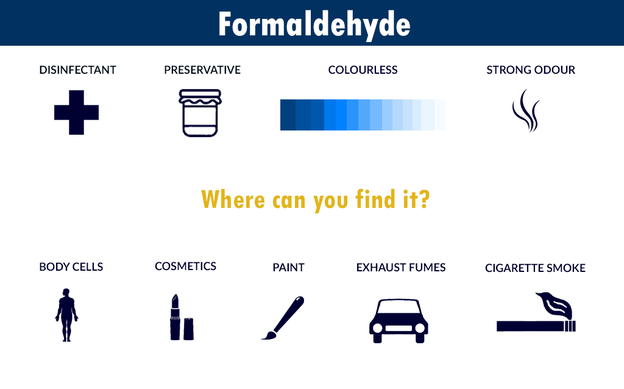 Formaldehyde
DISINFECTANT PRESERVATIVE COLOURLESS STRONG ODOUR
Where can you find it?
BODY CELLS COSMETICS PAINT EXHAUST FUMES CIGARETTE SMOKE